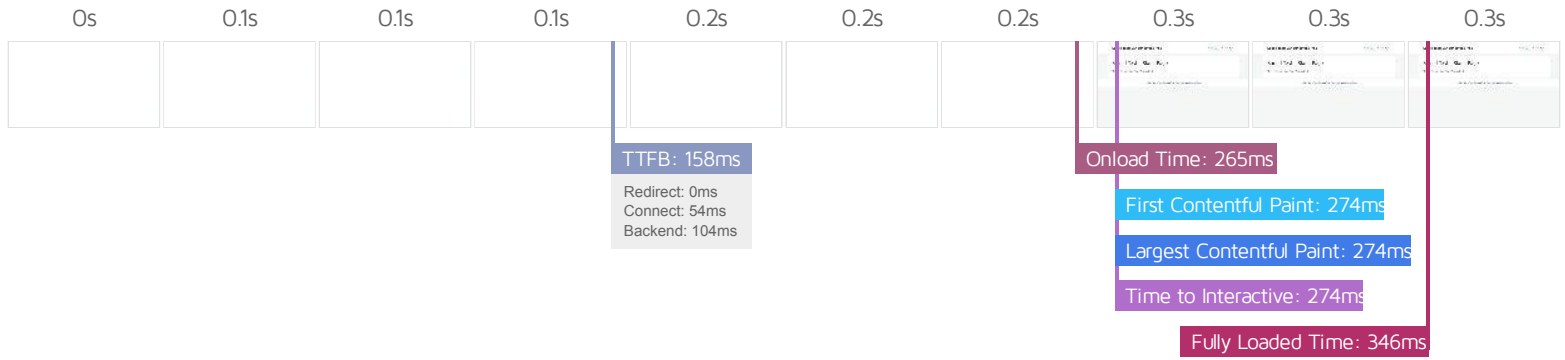 0s 0.1s 0.1s 0.1s 0.2s 0.2s 0.2s 0.3s 0.3s 0.3s
TTFB: 158ms
Redirect: 0ms
Connect: 54ms
Backend: 104ms
Onload Time: 265ms
First Contentful Paint: 274ms
Largest Contentful Paint: 274ms
Time to Interactive: 274ms
Fully Loaded Time: 346ms